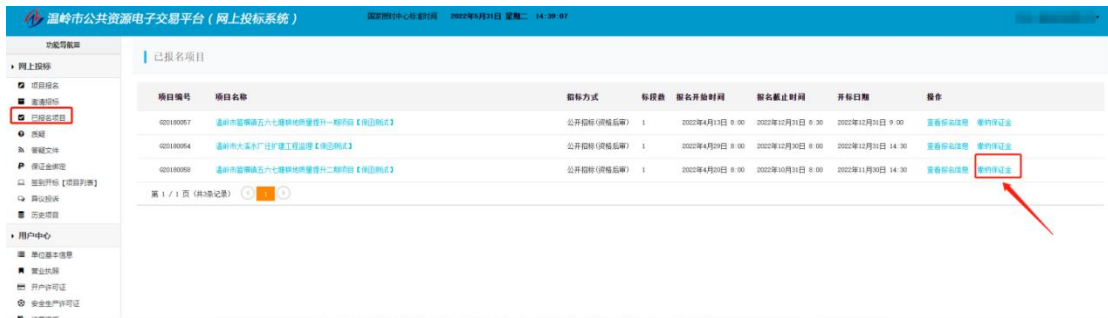 温岭市公共资源电子交易平台（网上投标系统）
国家授时中心标准时间 2022年5月31日 星期二 14:39:07
功能导航
网上投标
项目报名
邀请招标
已报名项目
质疑
答疑文件
保证金绑定
签到开标【项目列表】
异议投诉
历史项目
用户中心
单位基本信息
营业执照
开户许可证
安全生产许可证
已报名项目
项目编号 项目名称 招标方式 标段数 报名开始时间 报名截止时间 开标日期 操作
G20180057 温岭市箬横镇五六七塘耕地质量提升一期项目【保函测试】 公开招标(资格后审) 1 2022年4月13日 8:00 2022年12月31日 8:30 2022年12月31日 9:00 查看报名信息 缴纳保证金
G20180054 温岭市大溪水厂迁扩建工程监理【保函测试】 公开招标(资格后审) 1 2022年4月20日 8:00 2022年12月30日 8:00 2022年12月31日 14:30 查看报名信息 缴纳保证金
G20180058 温岭市箬横镇五六七塘耕地质量提升二期项目【保函测试】 公开招标(资格后审) 1 2022年4月29日 8:00 2022年10月31日 8:00 2022年11月30日 14:30 查看报名信息 缴纳保证金
第 1 / 1 页 (共3条记录) 1